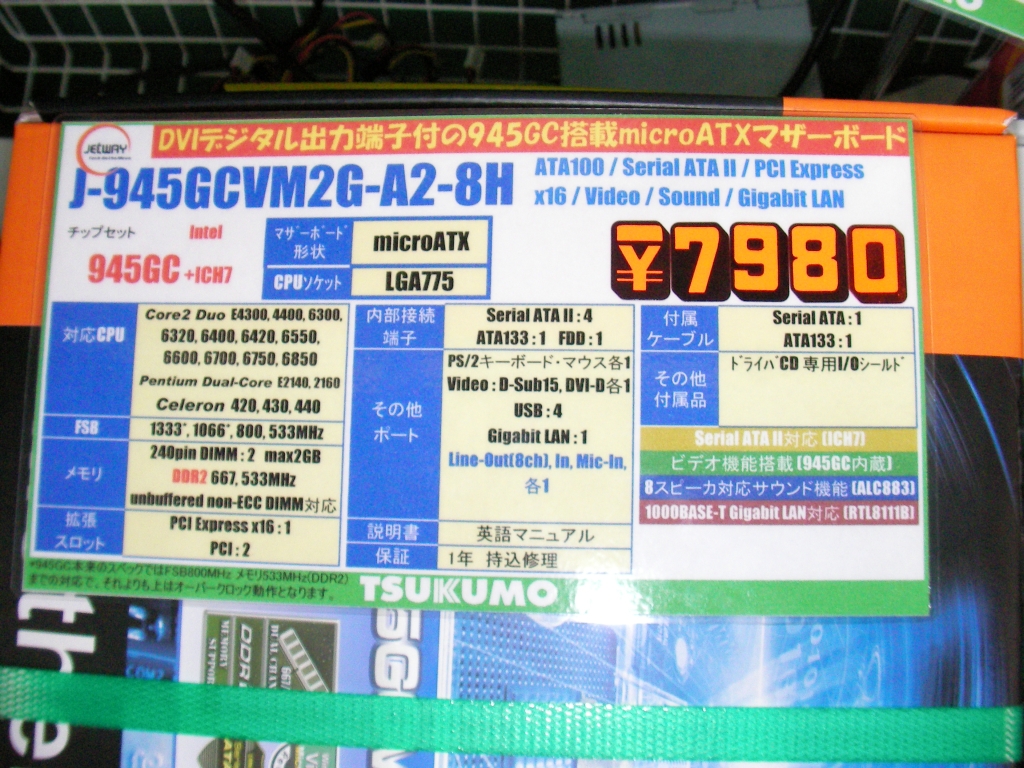 JETWAY
DVIデジタル出力端子付の945GC搭載microATXマザーボード
J-945GCVM2G-A2-8H
ATA100 / Serial ATA II / PCI Express
x16 / Video / Sound / Gigabit LAN
チップセット Intel
945GC +ICH7
マザーボード形状 microATX
CPUソケット LGA775
¥7980
対応CPU
Core2 Duo E4300, 4400, 6300,
6320, 6400, 6420, 6550,
6600, 6700, 6750, 6850
Pentium Dual-Core E2140, 2160
Celeron 420, 430, 440
FSB 1333*, 1066*, 800, 533MHz
メモリ
240pin DIMM : 2 max2GB
DDR2 667, 533MHz
unbuffered non-ECC DIMM対応
拡張
スロット
PCI Express x16 : 1
PCI : 2
内部接続
端子
Serial ATA II : 4
ATA133 : 1 FDD : 1
その他
ポート
PS/2キーボード・マウス各1
Video : D-Sub15, DVI-D各1
USB : 4
Gigabit LAN : 1
Line-Out(8ch), In, Mic-In,
各1
説明書 英語マニュアル
保証 1年 持込修理
付属
ケーブル
Serial ATA : 1
ATA133 : 1
その他
付属品
ドライバCD 専用I/Oシールド
Serial ATA II対応 (ICH7)
ビデオ機能搭載 (945GC内蔵)
8スピーカ対応サウンド機能 (ALC883)
1000BASE-T Gigabit LAN対応 (RTL8111B)
*945GC本来のスペックではFSB800MHz メモリ533MHz(DDR2)
までの対応で、それよりも上はオーバークロック動作となります。
TSUKUMO
the
MEMORY
SUPPORT
DDR
DUAL CHAN
667/